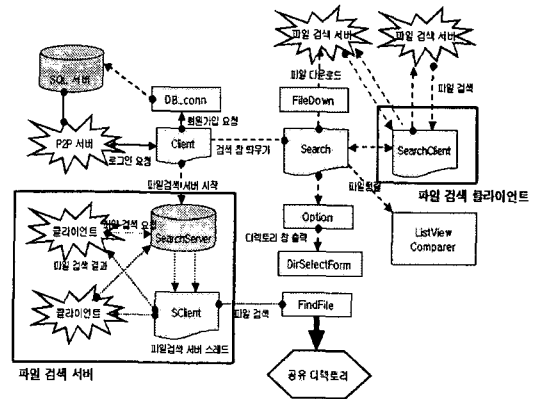 파일 검색 서버
파일 검색 서버
SQL 서버
파일 다운로드
파일 검색
DB_conn
FileDown
회원가입 요청
P2P 서버
Client
검색 창 띄우기
Search
SearchClient
로그인 요청
파일검색 서버 시작
파일 검색 클라이언트
클라이언트
파일 검색 요청
SearchServer
Option
ListView
Comparer
파일 검색 결과
디렉토리 창 출력
DirSelectForm
클라이언트
SClient
파일 검색
FindFile
파일검색 서버 스레드
파일 검색 서버
공유 디렉토리